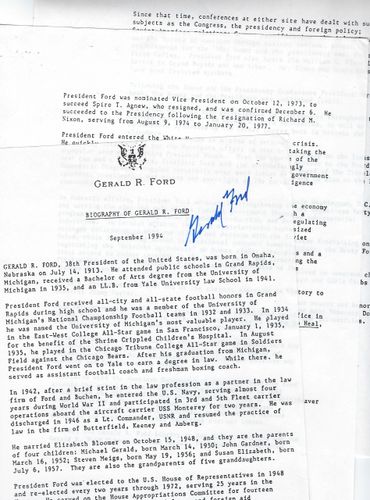 Since that time, conferences at either site have dealt with
subjects as the Congress, the presidency and foreign policy;
President Ford was nominated Vice President on October 12, 1973, to
succeed Spiro T. Agnew, who resigned, and was confirmed December 6. He
succeeded to the Presidency following the resignation of Richard M.
Nixon, serving from August 9, 1974 to January 20, 1977.
President Ford entered the White
He quickly
crisis.
taking the
of the
government
economy
regulating
and a
ing the
tory to
fice in
Heal,
GERALD R. FORD
Gerald Ford
BIOGRAPHY OF GERALD R. FORD
September 1994
GERALD R. FORD, 38th President of the United States, was born in Omaha,
Nebraska on July 14, 1913. He attended public schools in Grand Rapids,
Michigan, received a Bachelor of Arts degree from the University of
Michigan in 1935, and an LL.B. from Yale University Law School in 1941.
President Ford received all-city and all-state football honors in Grand
Rapids during high school and he was a member of the University of
Michigan's National Championship Football teams in 1932 and 1933. In 1934
he was named the University of Michigan's most valuable player. He played
in the East-West College All-Star game in San Francisco, January 1, 1935,
for the benefit of the Shrine Crippled Children's Hospital. In August
1935, he played in the Chicago Tribune College All-Star game in Soldiers
Field against the Chicago Bears. After his graduation from Michigan,
President Ford went on to Yale to earn a degree in law. While there, he
served as assistant football coach and freshman boxing coach.
In 1942, after a brief stint in the law profession as a partner in the law
firm of Ford and Buchen, he entered the U.S. Navy, serving almost four
years during World War II and participated in 3rd and 5th Fleet carrier
operations aboard the aircraft carrier USS Monterey for two years. He was
discharged in 1946 as a Lt. Commander, USNR and resumed the practice of
law in the firm of Butterfield, Keeney and Amberg.
He married Elizabeth Bloomer on October 15, 1948, and they are the parents
of four children: Michael Gerald, born March 14, 1950; John Gardner, born
March 16, 1952; Steven Meigs, born May 19, 1956; and Susan Elizabeth, born
July 6, 1957. They are also the grandparents of five granddaughters.
President Ford was elected to the U.S. House of Representatives in 1948
and re-elected every two years through 1972, serving 25 years in the
on the House Appropriations Committee for fourteen
foreign aid